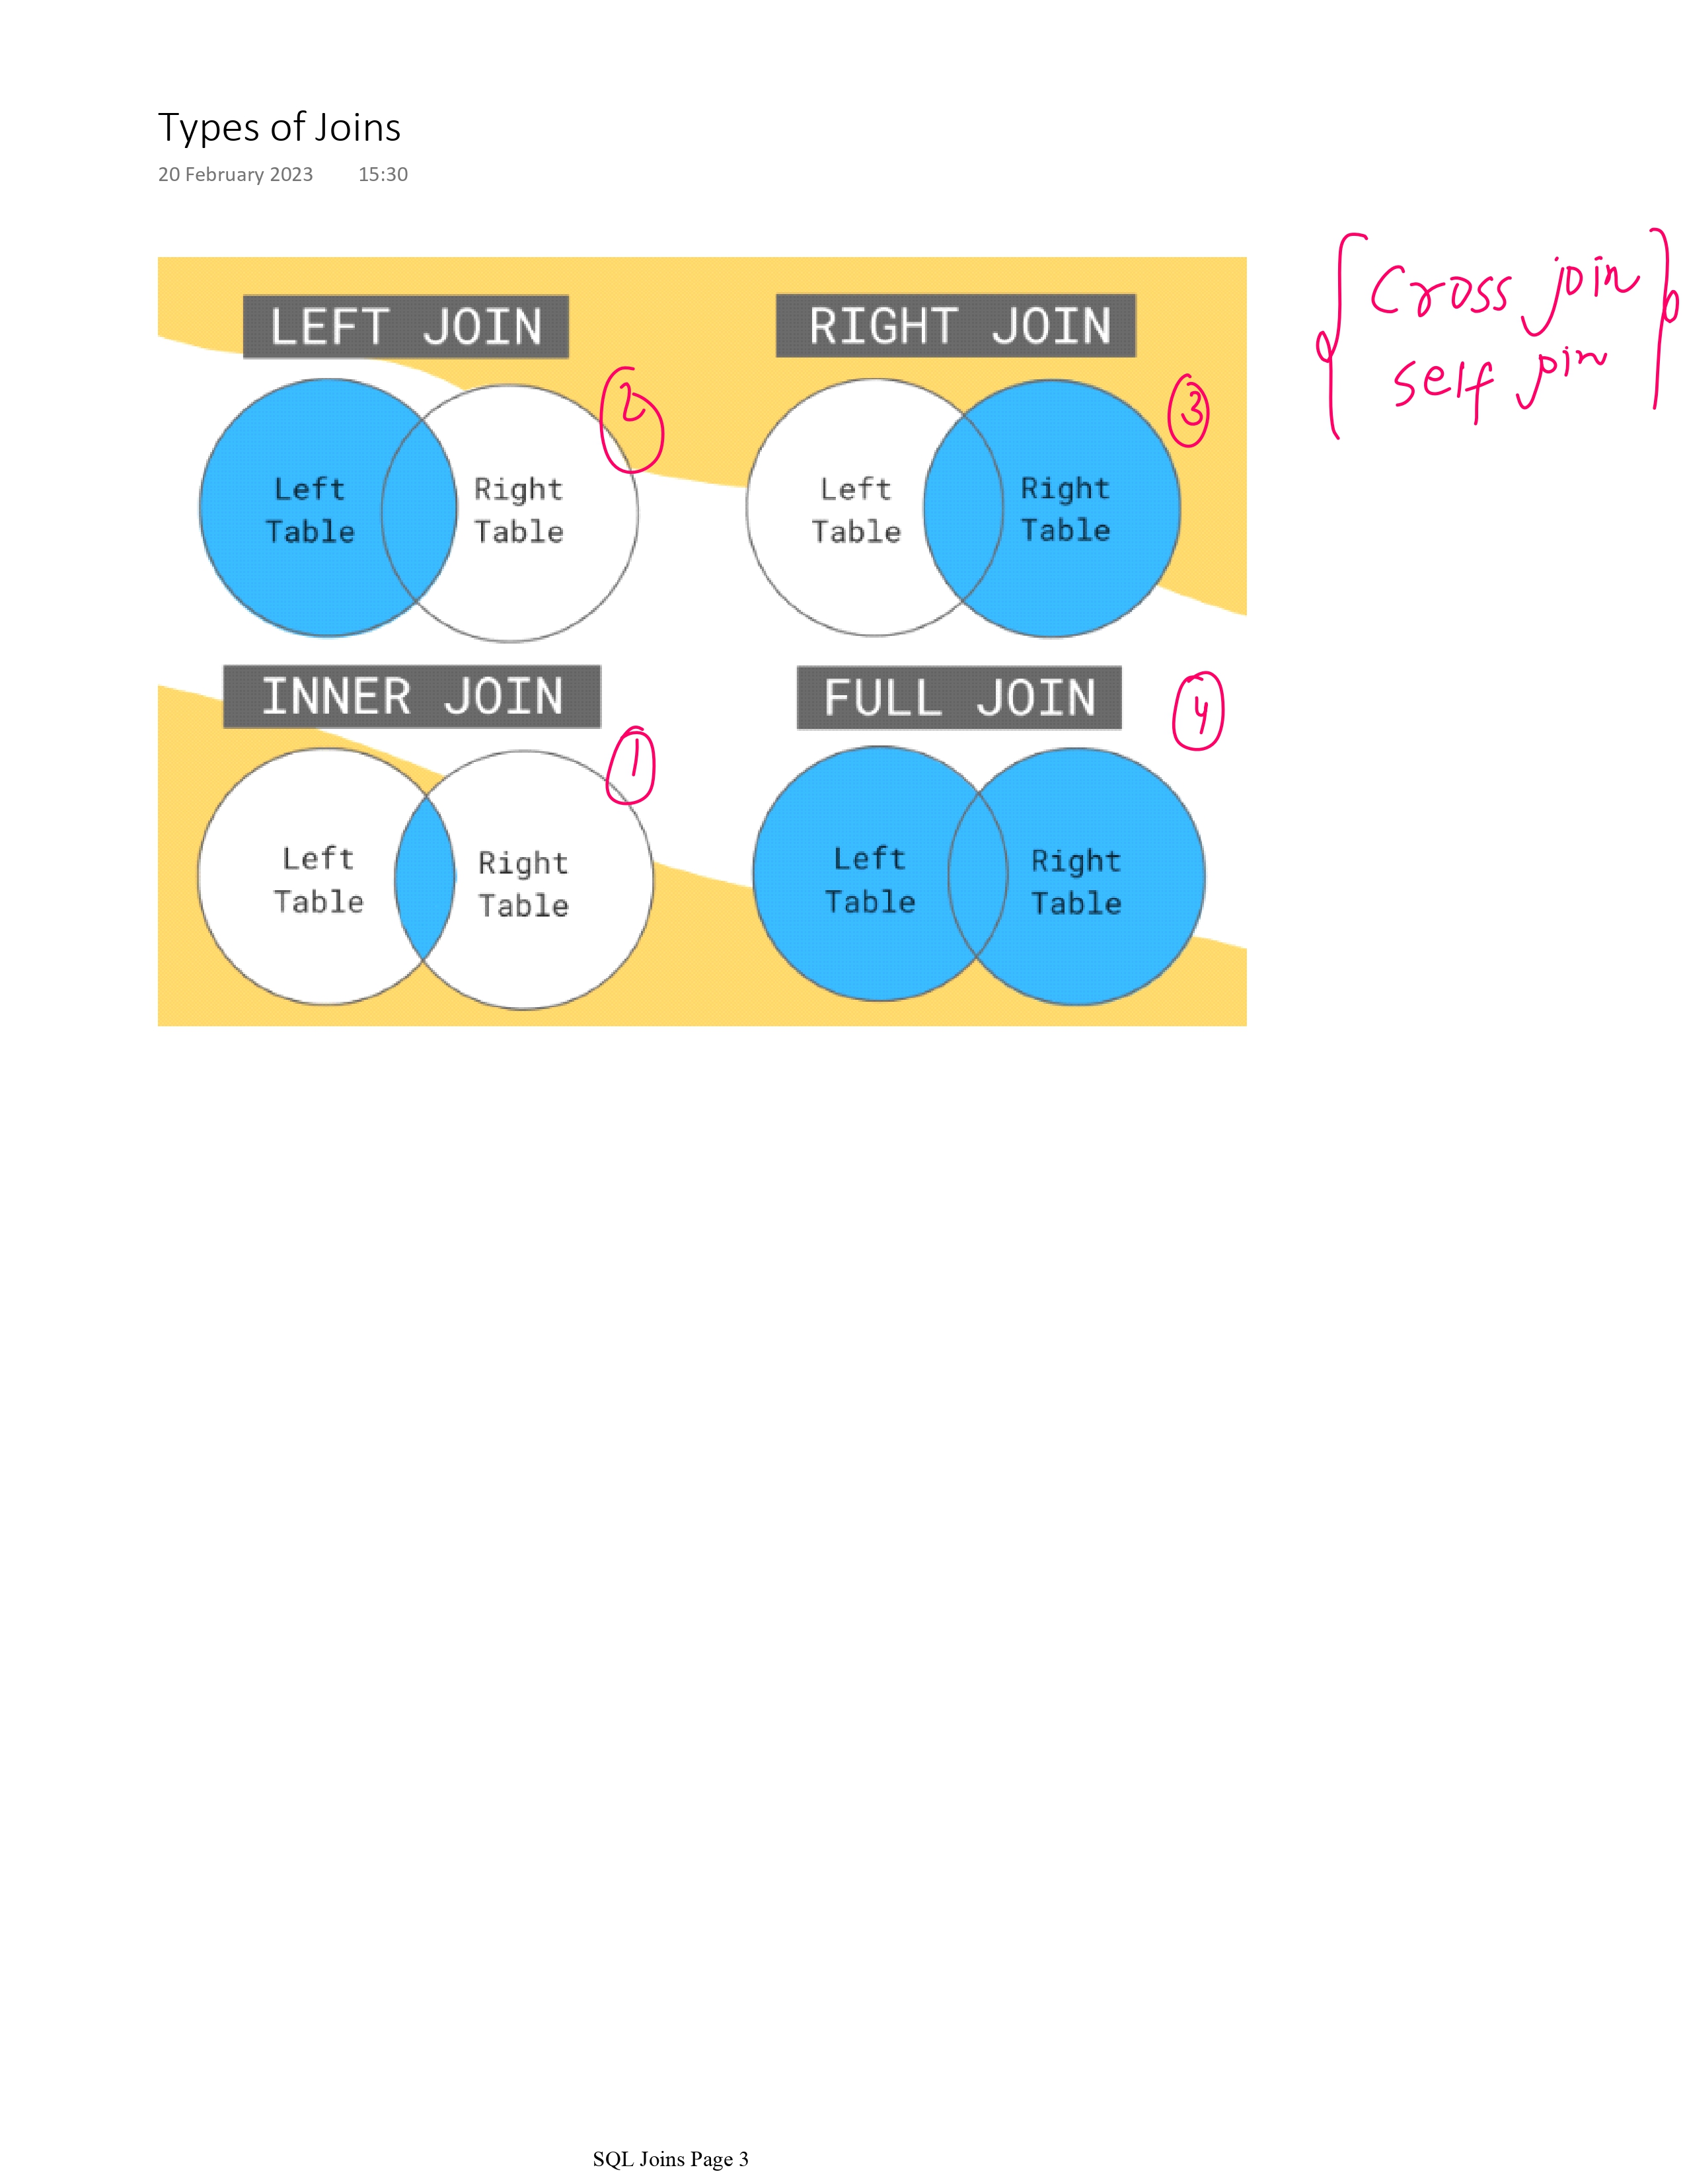 Types of Joins
20 February 2023 15:30
LEFT JOIN
Left
Table
Right
Table
2
RIGHT JOIN
Left
Table
Right
Table
3
Cross join
self join
INNER JOIN
Left
Table
Right
Table
1
FULL JOIN
Left
Table
Right
Table
4
SQL Joins Page 3